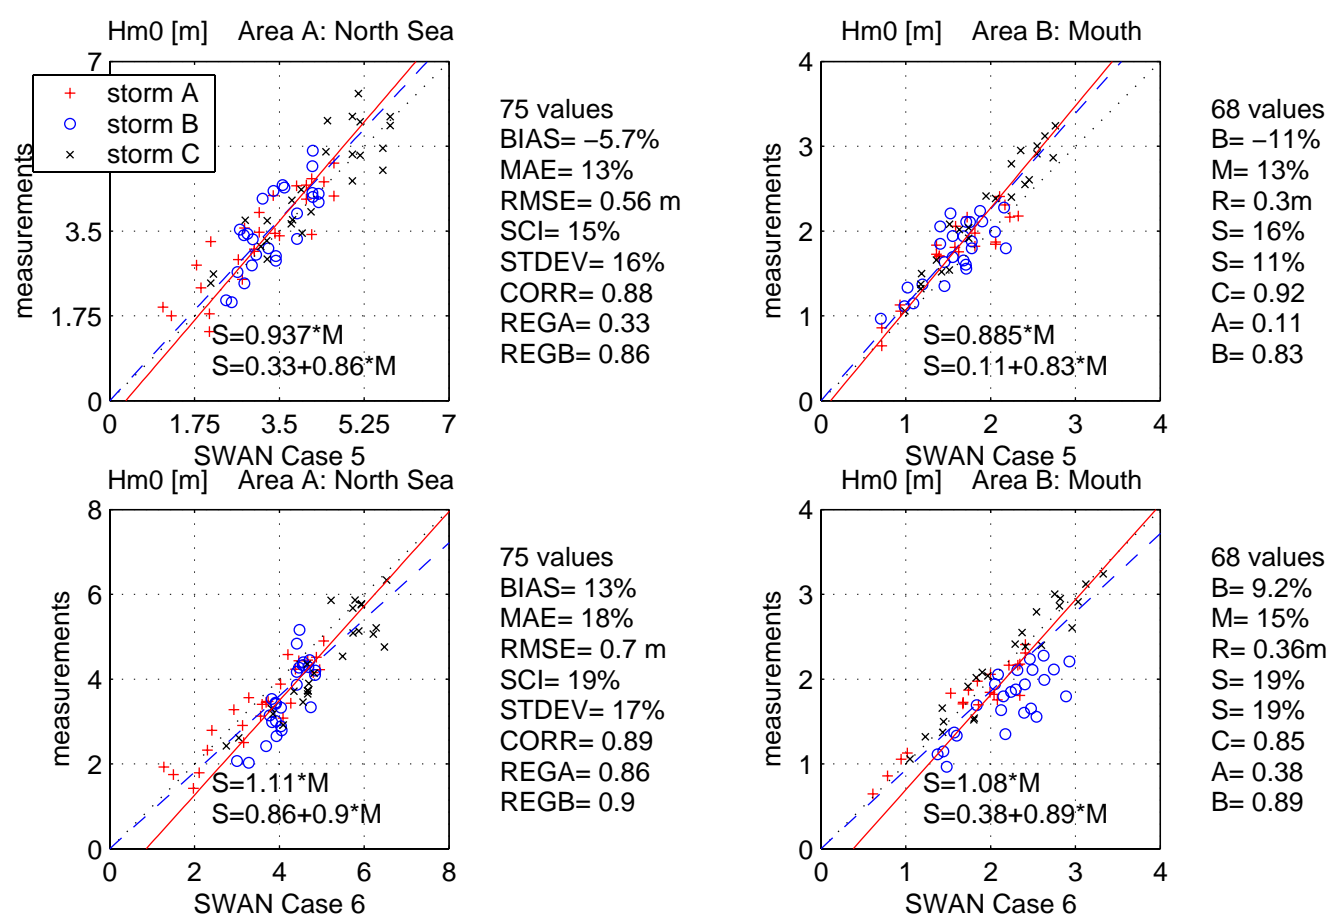 Hm0 [m] Area A: North Sea
7
storm A
storm B
storm C
measurements
3.5
1.75
0
S=0.937*M
S=0.33+0.86*M
0 1.75 3.5 5.25 7
SWAN Case 5
75 values
BIAS= −5.7%
MAE= 13%
RMSE= 0.56 m
SCI= 15%
STDEV= 16%
CORR= 0.88
REGA= 0.33
REGB= 0.86
Hm0 [m] Area B: Mouth
4
3
2
1
0
measurements
S=0.885*M
S=0.11+0.83*M
0 1 2 3 4
SWAN Case 5
68 values
B= −11%
M= 13%
R= 0.3m
S= 16%
S= 11%
C= 0.92
A= 0.11
B= 0.83
Hm0 [m] Area A: North Sea
8
6
4
2
0
measurements
S=1.11*M
S=0.86+0.9*M
0 2 4 6 8
SWAN Case 6
75 values
BIAS= 13%
MAE= 18%
RMSE= 0.7 m
SCI= 19%
STDEV= 17%
CORR= 0.89
REGA= 0.86
REGB= 0.9
Hm0 [m] Area B: Mouth
4
3
2
1
0
measurements
S=1.08*M
S=0.38+0.89*M
0 1 2 3 4
SWAN Case 6
68 values
B= 9.2%
M= 15%
R= 0.36m
S= 19%
S= 19%
C= 0.85
A= 0.38
B= 0.89